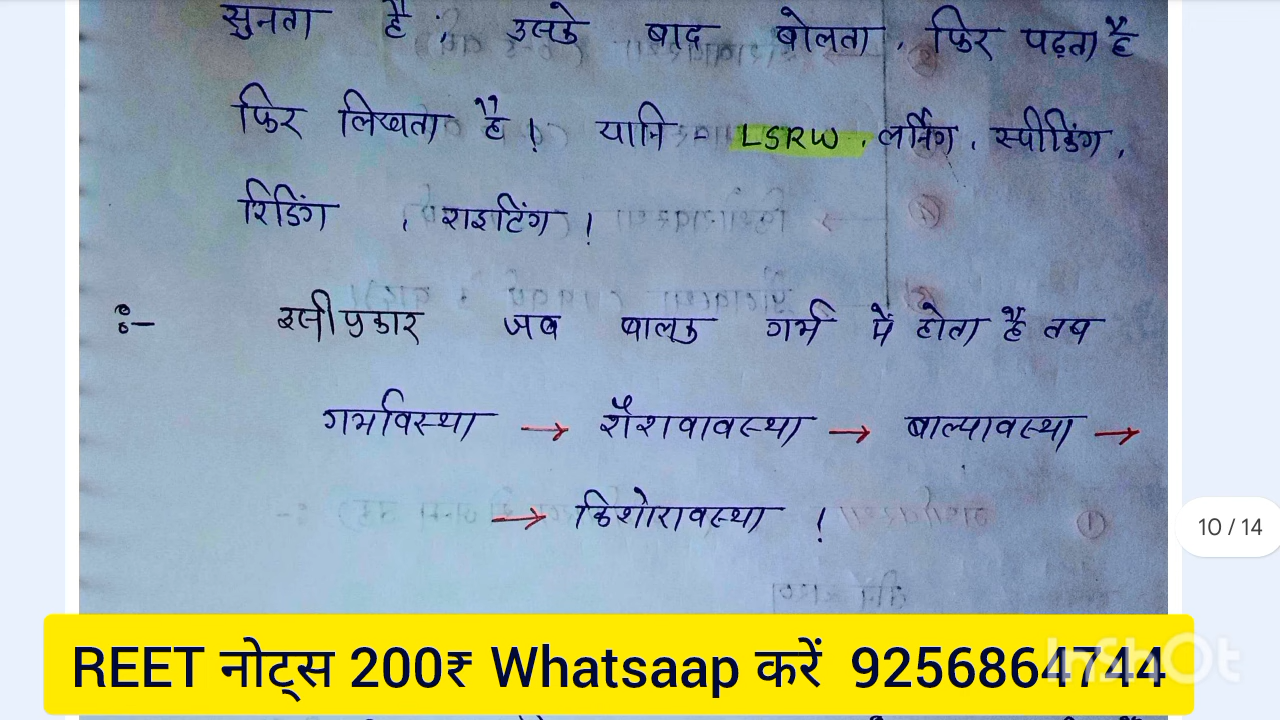 सुनता है, उसके बाद बोलता, फिर पढ़ता है
फिर लिखता है! यानि - LSRW, लर्निंग, स्पीकिंग,
रिडिंग, राइटिंग!
:- इसी प्रकार जब बालक गर्भ में होता है तब
गर्भावस्था → शैशवावस्था → बाल्यावस्था →
→ किशोरावस्था !
10 / 14
REET नोट्स 200₹ Whatsaap करें 9256864744
InShOt